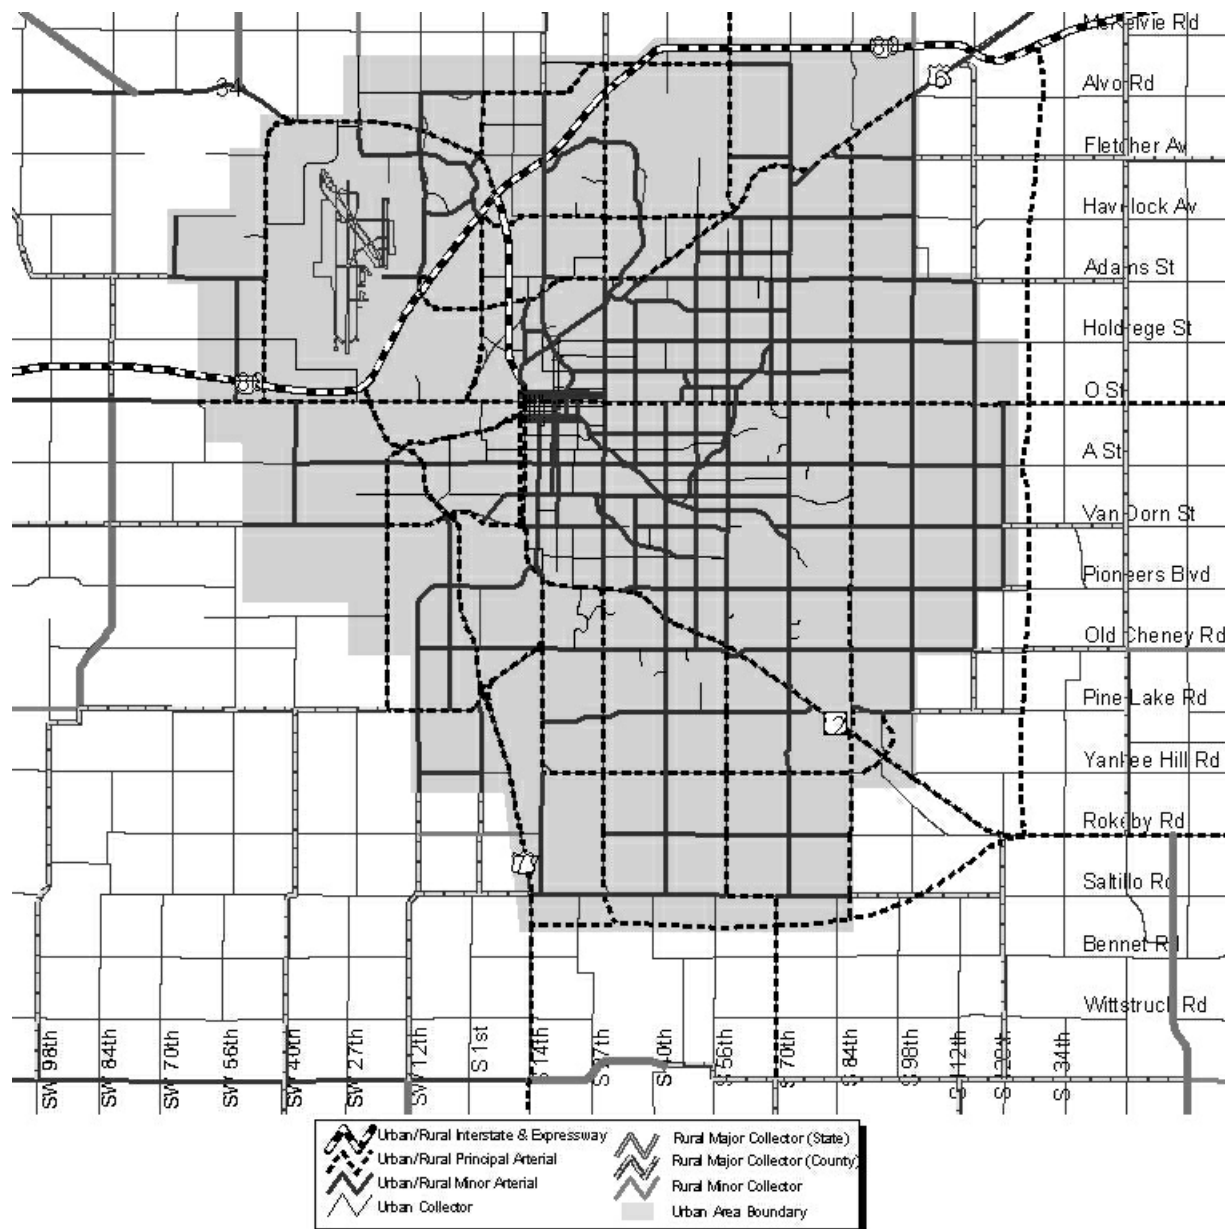 McKelvie Rd
80
6
34
Alvo Rd
Fletcher Av
Havelock Av
Adams St
Holdrege St
80
O St
A St
Van Dorn St
Pioneers Blvd
Old Cheney Rd
Pine Lake Rd
2
Yankee Hill Rd
Rokeby Rd
77
Saltillo Rd
Bennet Rd
Wittstruck Rd
SW 98th
SW 84th
SW 70th
SW 56th
SW 40th
SW 27th
SW 12th
S 1st
S 14th
S 27th
S 40th
S 56th
S 70th
S 84th
S 98th
S 112th
S 120th
S 134th
Urban/Rural Interstate & Expressway
Urban/Rural Principal Arterial
Urban/Rural Minor Arterial
Urban Collector
Rural Major Collector (State)
Rural Major Collector (County)
Rural Minor Collector
Urban Area Boundary